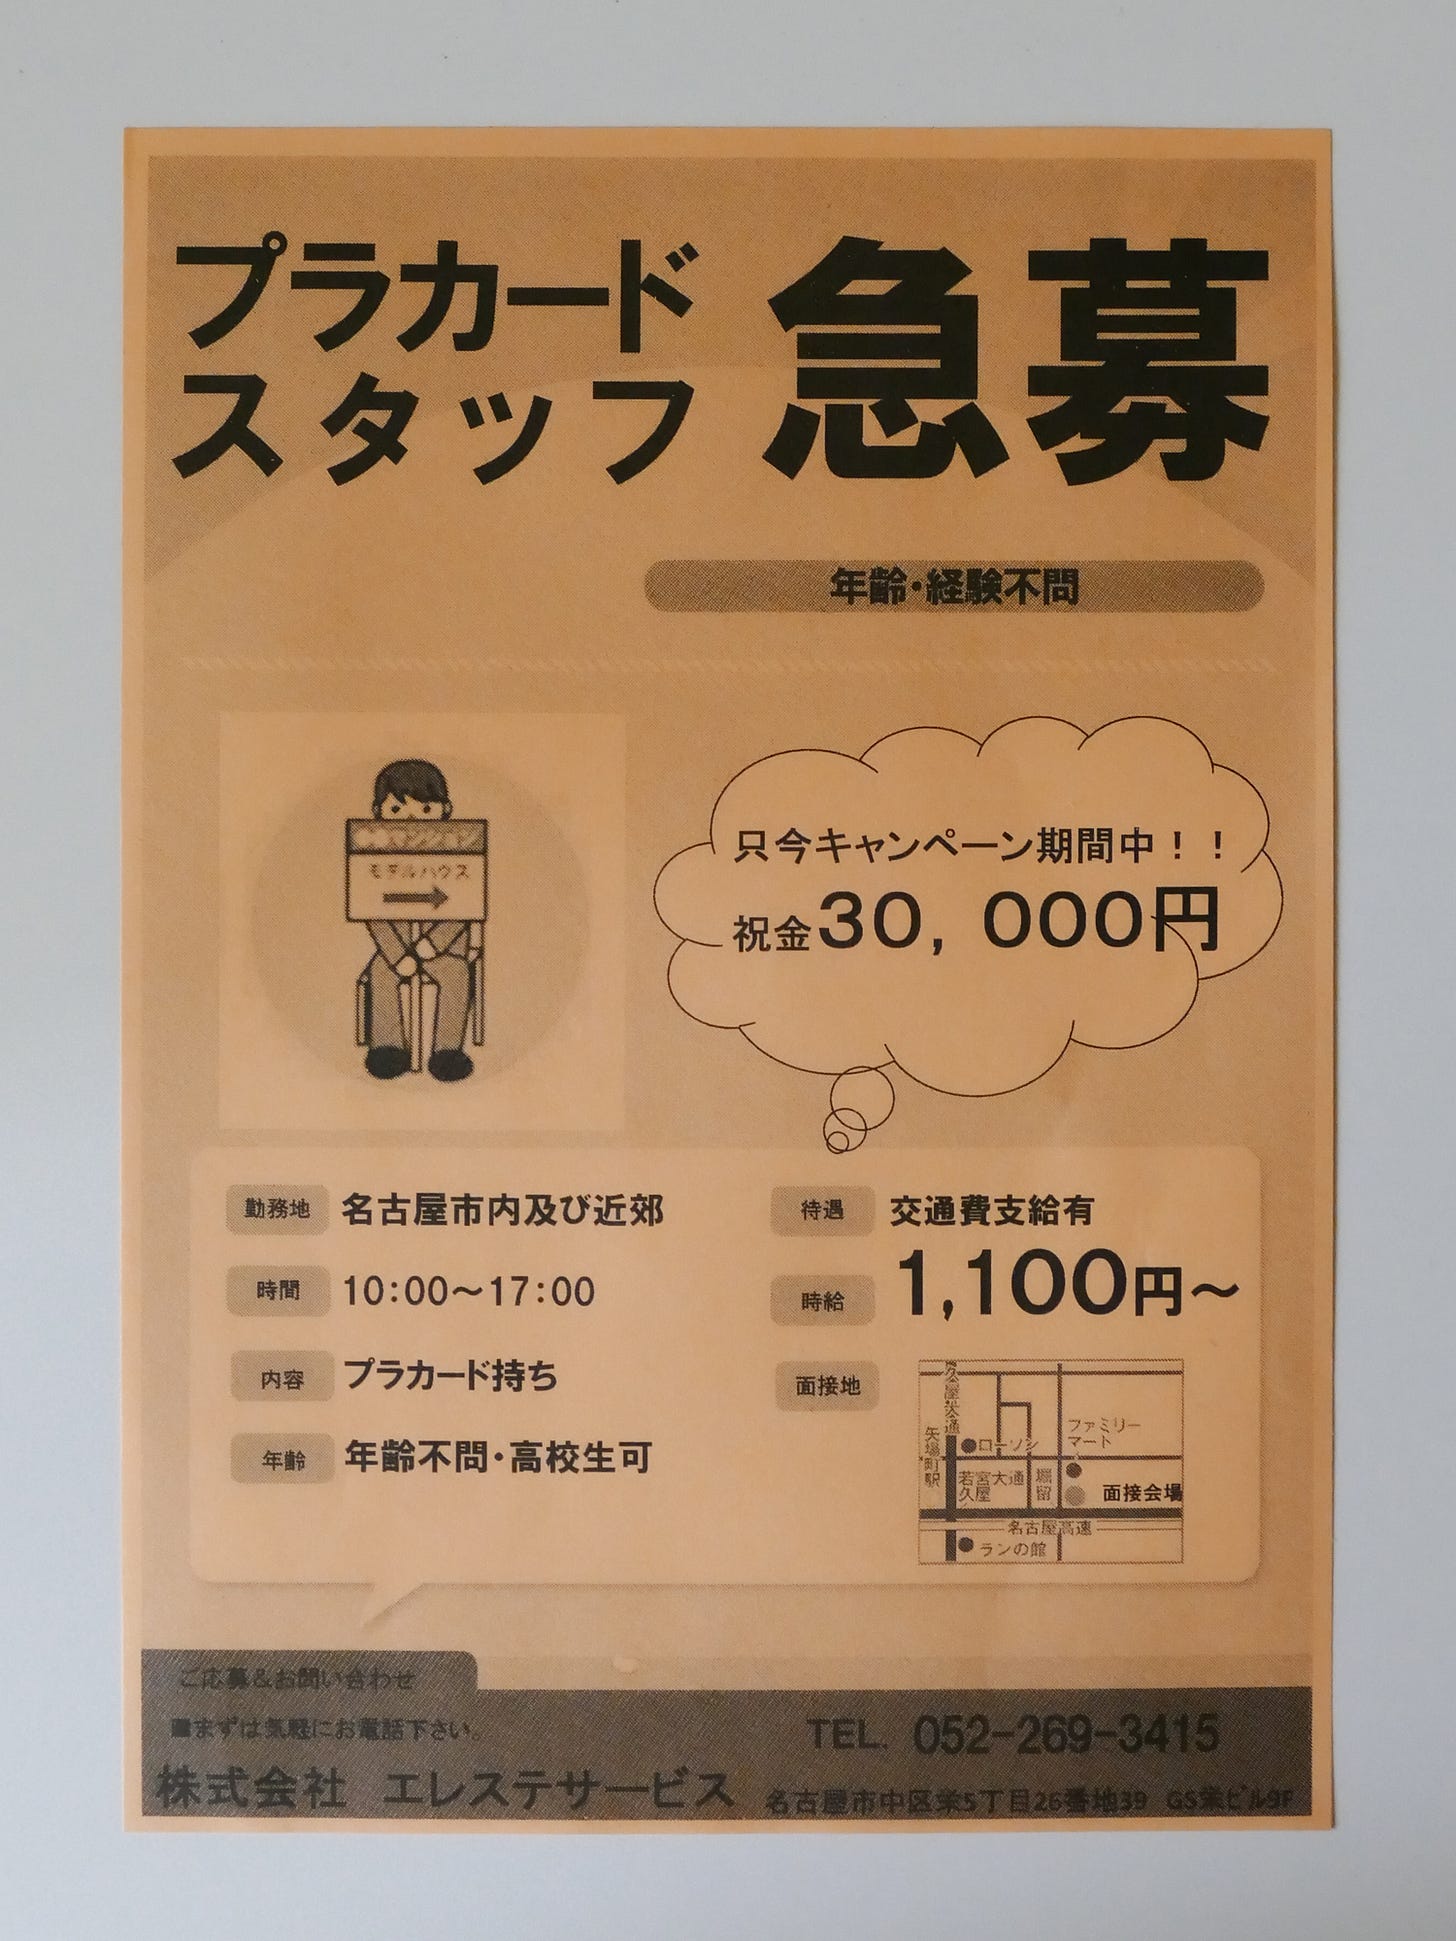 プラカード
スタッフ
急募
年齢・経験不問
マンション
モデルハウス
只今キャンペーン期間中！！
祝金30，000円
勤務地 名古屋市内及び近郊
時間 10:00～17:00
内容 プラカード持ち
年齢 年齢不問・高校生可
待遇 交通費支給有
時給 1,100円～
面接地
久屋大通
矢場町駅
ローソン
ファミリー
マート
若宮大通
久屋
堀留
面接会場
名古屋高速
ランの館
ご応募＆お問い合わせ
■まずは気軽にお電話下さい。
TEL. 052-269-3415
株式会社 エレステサービス
名古屋市中区栄5丁目26番地39 GS栄ビル9F